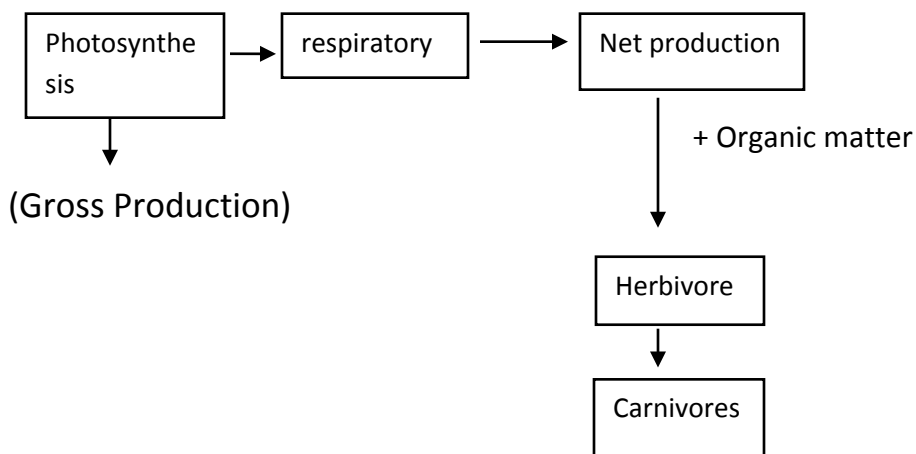 Photosynthe
sis
respiratory
Net production
+ Organic matter
(Gross Production)
Herbivore
Carnivores